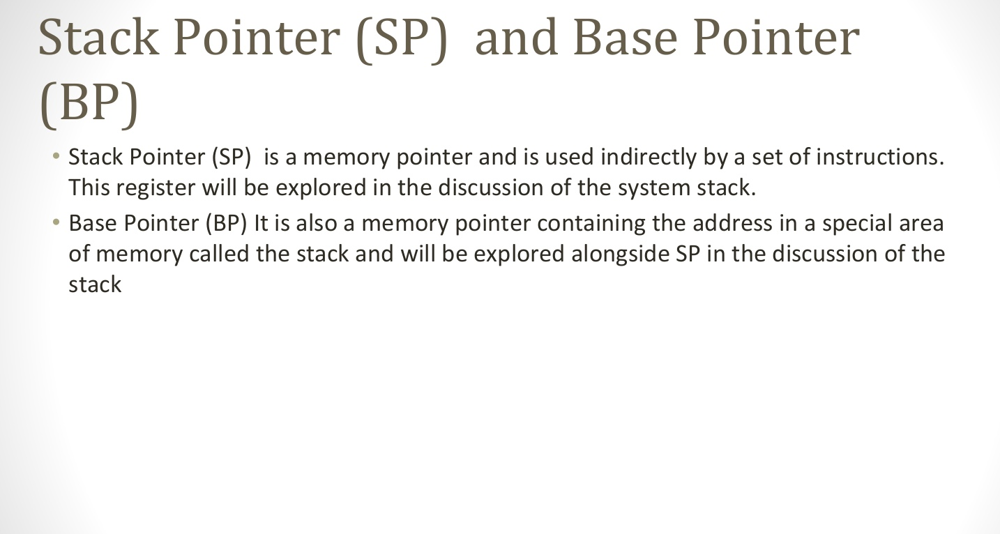 Stack Pointer (SP)  and Base Pointer
(BP)
• Stack Pointer (SP)  is a memory pointer and is used indirectly by a set of instructions.
This register will be explored in the discussion of the system stack.
• Base Pointer (BP) It is also a memory pointer containing the address in a special area
of memory called the stack and will be explored alongside SP in the discussion of the
stack